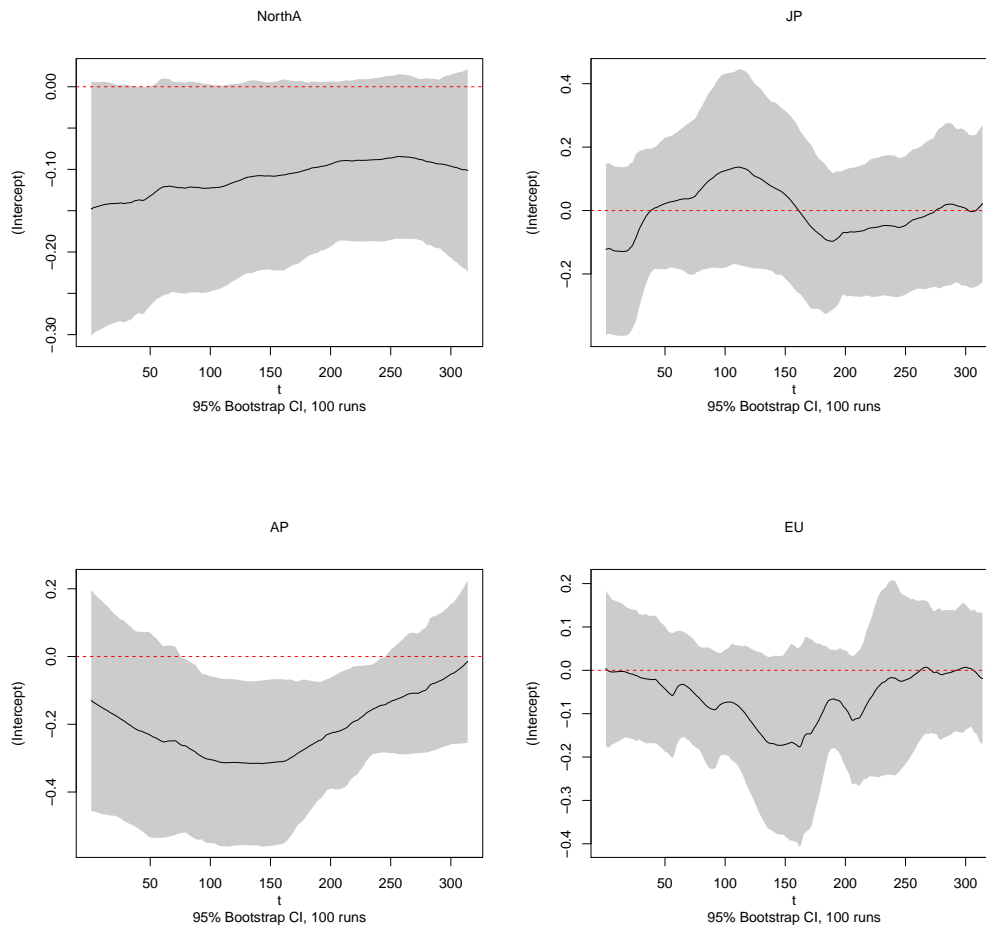 NorthA
(Intercept)
0.00
−0.10
−0.20
−0.30
50 100 150 200 250 300
t
95% Bootstrap CI, 100 runs
JP
(Intercept)
0.4
0.2
0.0
−0.2
50 100 150 200 250 300
t
95% Bootstrap CI, 100 runs
AP
(Intercept)
0.2
0.0
−0.2
−0.4
50 100 150 200 250 300
t
95% Bootstrap CI, 100 runs
EU
(Intercept)
0.2
0.1
0.0
−0.1
−0.2
−0.3
−0.4
50 100 150 200 250 300
t
95% Bootstrap CI, 100 runs